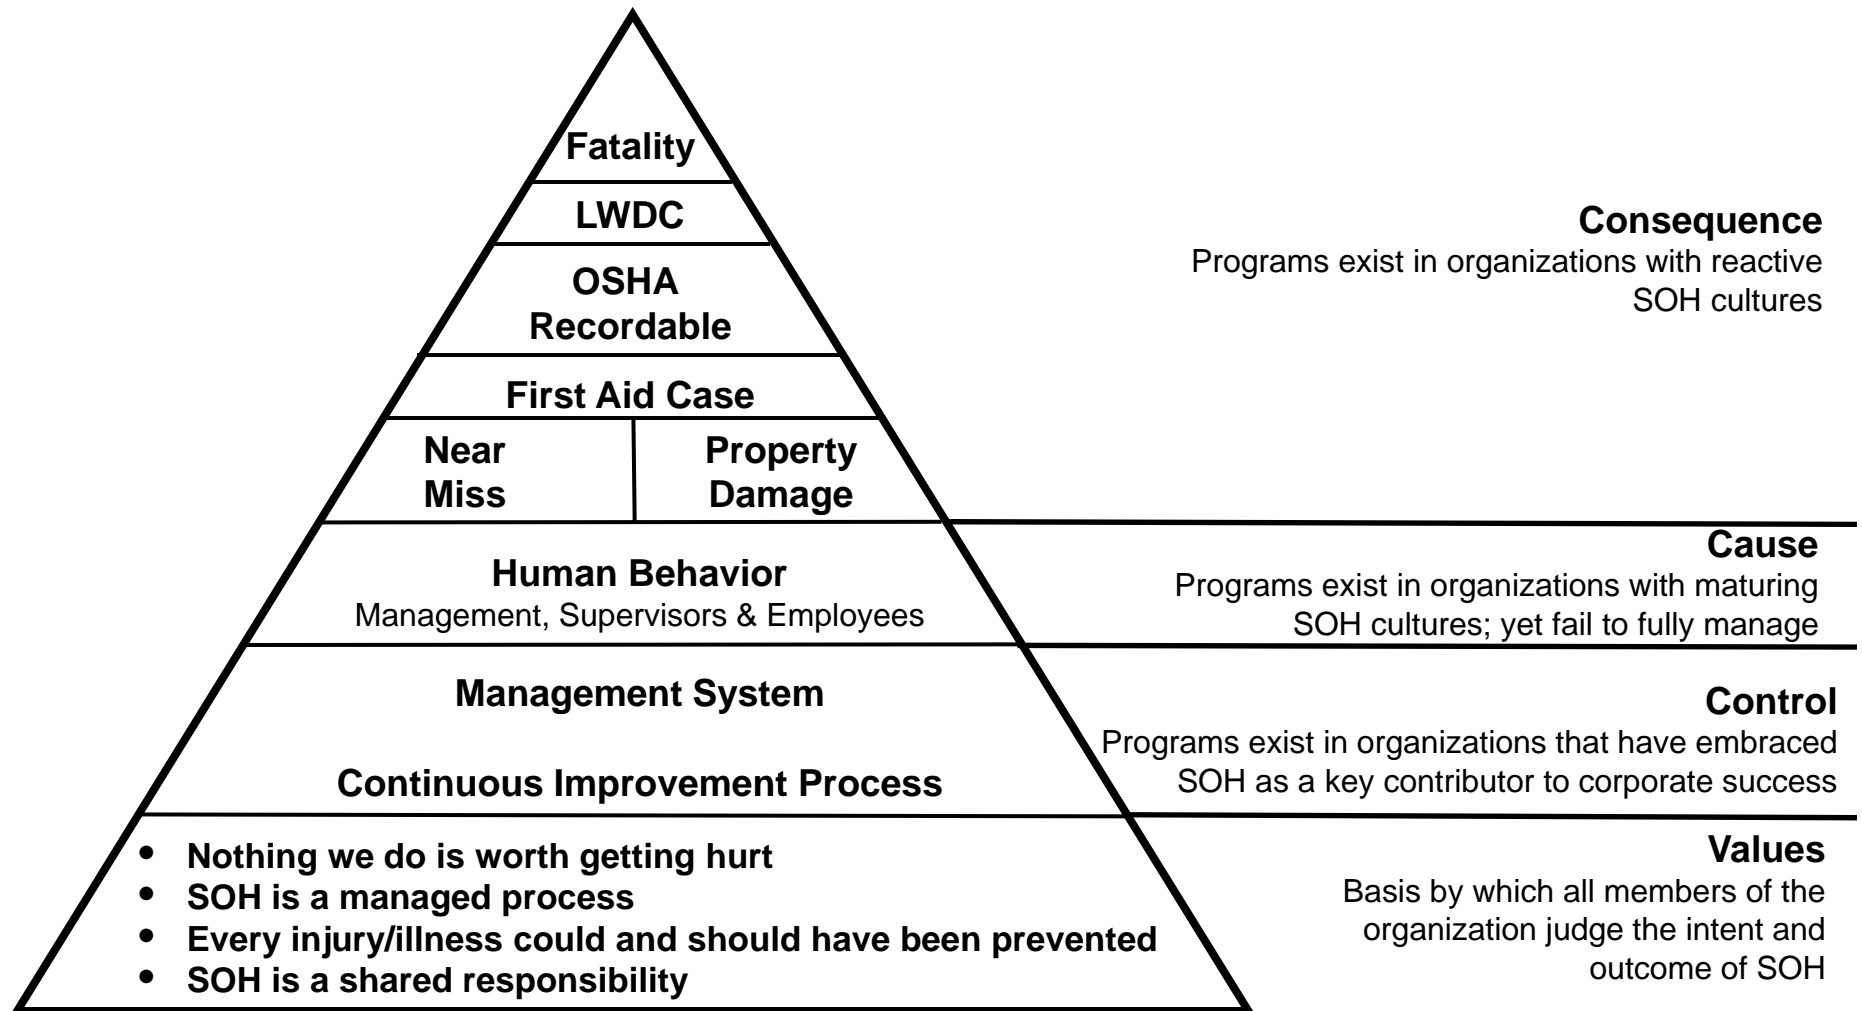 Fatality
LWDC
OSHA
Recordable
First Aid Case
Near
Miss
Property
Damage
Human Behavior
Management, Supervisors & Employees
Management System
Continuous Improvement Process
• Nothing we do is worth getting hurt
• SOH is a managed process
• Every injury/illness could and should have been prevented
• SOH is a shared responsibility
Consequence
Programs exist in organizations with reactive
SOH cultures
Cause
Programs exist in organizations with maturing
SOH cultures; yet fail to fully manage
Control
Programs exist in organizations that have embraced
SOH as a key contributor to corporate success
Values
Basis by which all members of the
organization judge the intent and
outcome of SOH